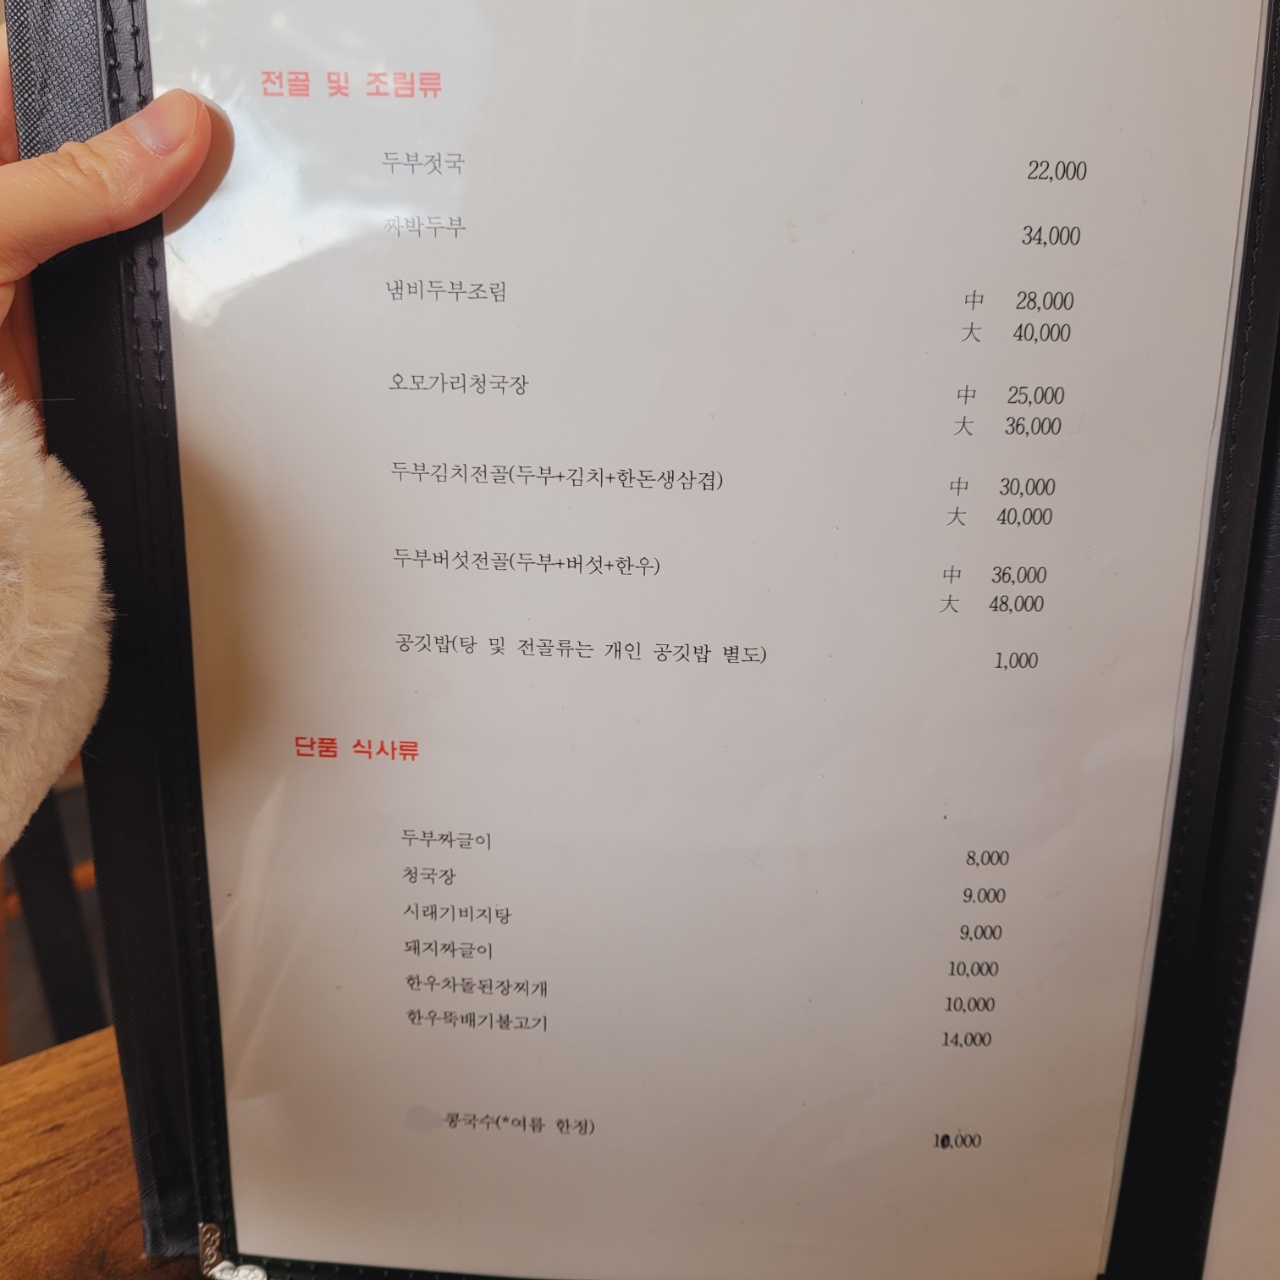 전골 및 조림류
두부젓국 22,000
짜박두부 34,000
냄비두부조림 中 28,000
大 40,000
오모가리청국장 中 25,000
大 36,000
두부김치전골(두부+김치+한돈생삼겹) 中 30,000
大 40,000
두부버섯전골(두부+버섯+한우) 中 36,000
大 48,000
공깃밥(탕 및 전골류는 개인 공깃밥 별도) 1,000
단품 식사류
두부짜글이 8,000
청국장 9.000
시래기비지탕 9,000
돼지짜글이 10,000
한우차돌된장찌개 10,000
한우뚝배기불고기 14,000
콩국수(*여름 한정) 10,000